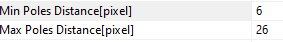 Min Poles Distance[pixel] 6
Max Poles Distance[pixel] 26